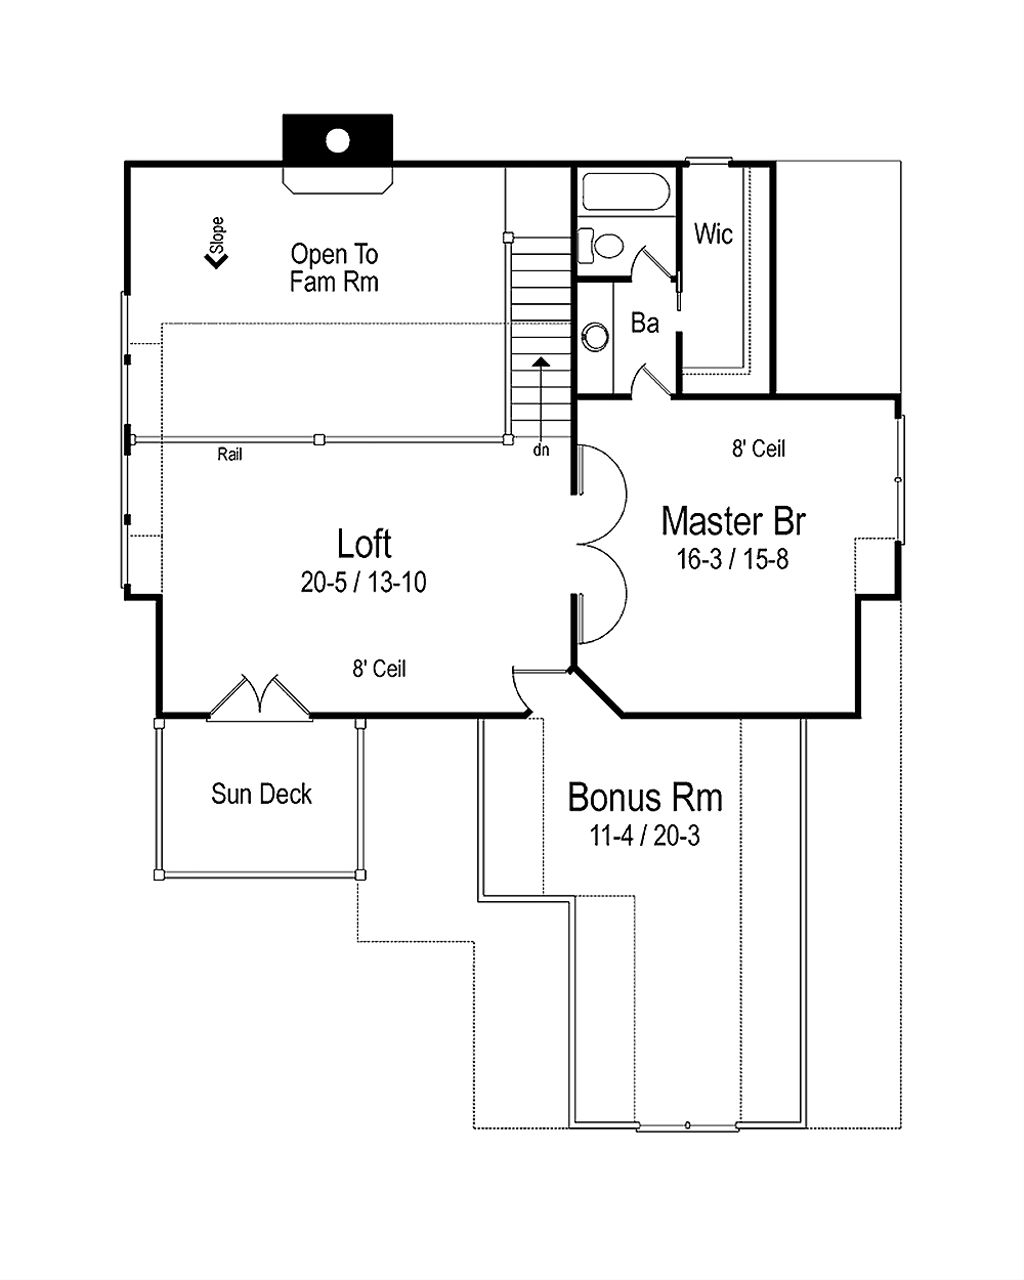 Slope
Open To
Fam Rm
Wic
Ba
Rail
dn
8' Ceil
Master Br
16-3 / 15-8
Loft
20-5 / 13-10
8' Ceil
Sun Deck
Bonus Rm
11-4 / 20-3